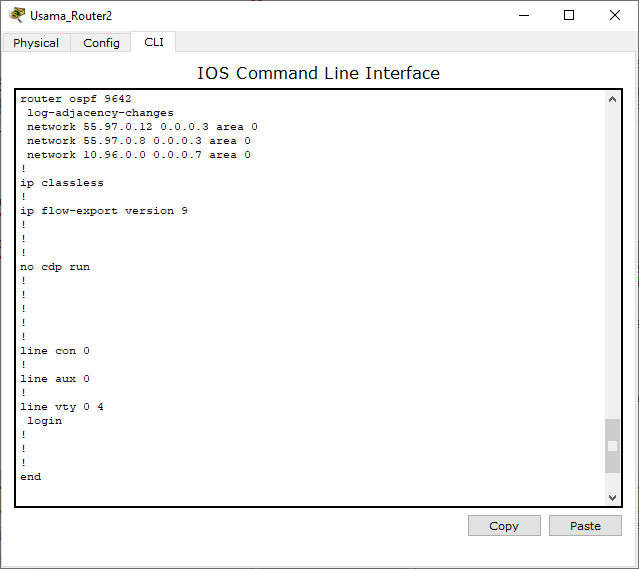 Usama_Router2
Physical Config CLI
IOS Command Line Interface
router ospf 9642
 log-adjacency-changes
 network 55.97.0.12 0.0.0.3 area 0
 network 55.97.0.8 0.0.0.3 area 0
 network 10.96.0.0 0.0.0.7 area 0
!
ip classless
!
ip flow-export version 9
!
!
!
no cdp run
!
!
!
!
!
line con 0
!
line aux 0
!
line vty 0 4
 login
!
!
!
end
Copy Paste